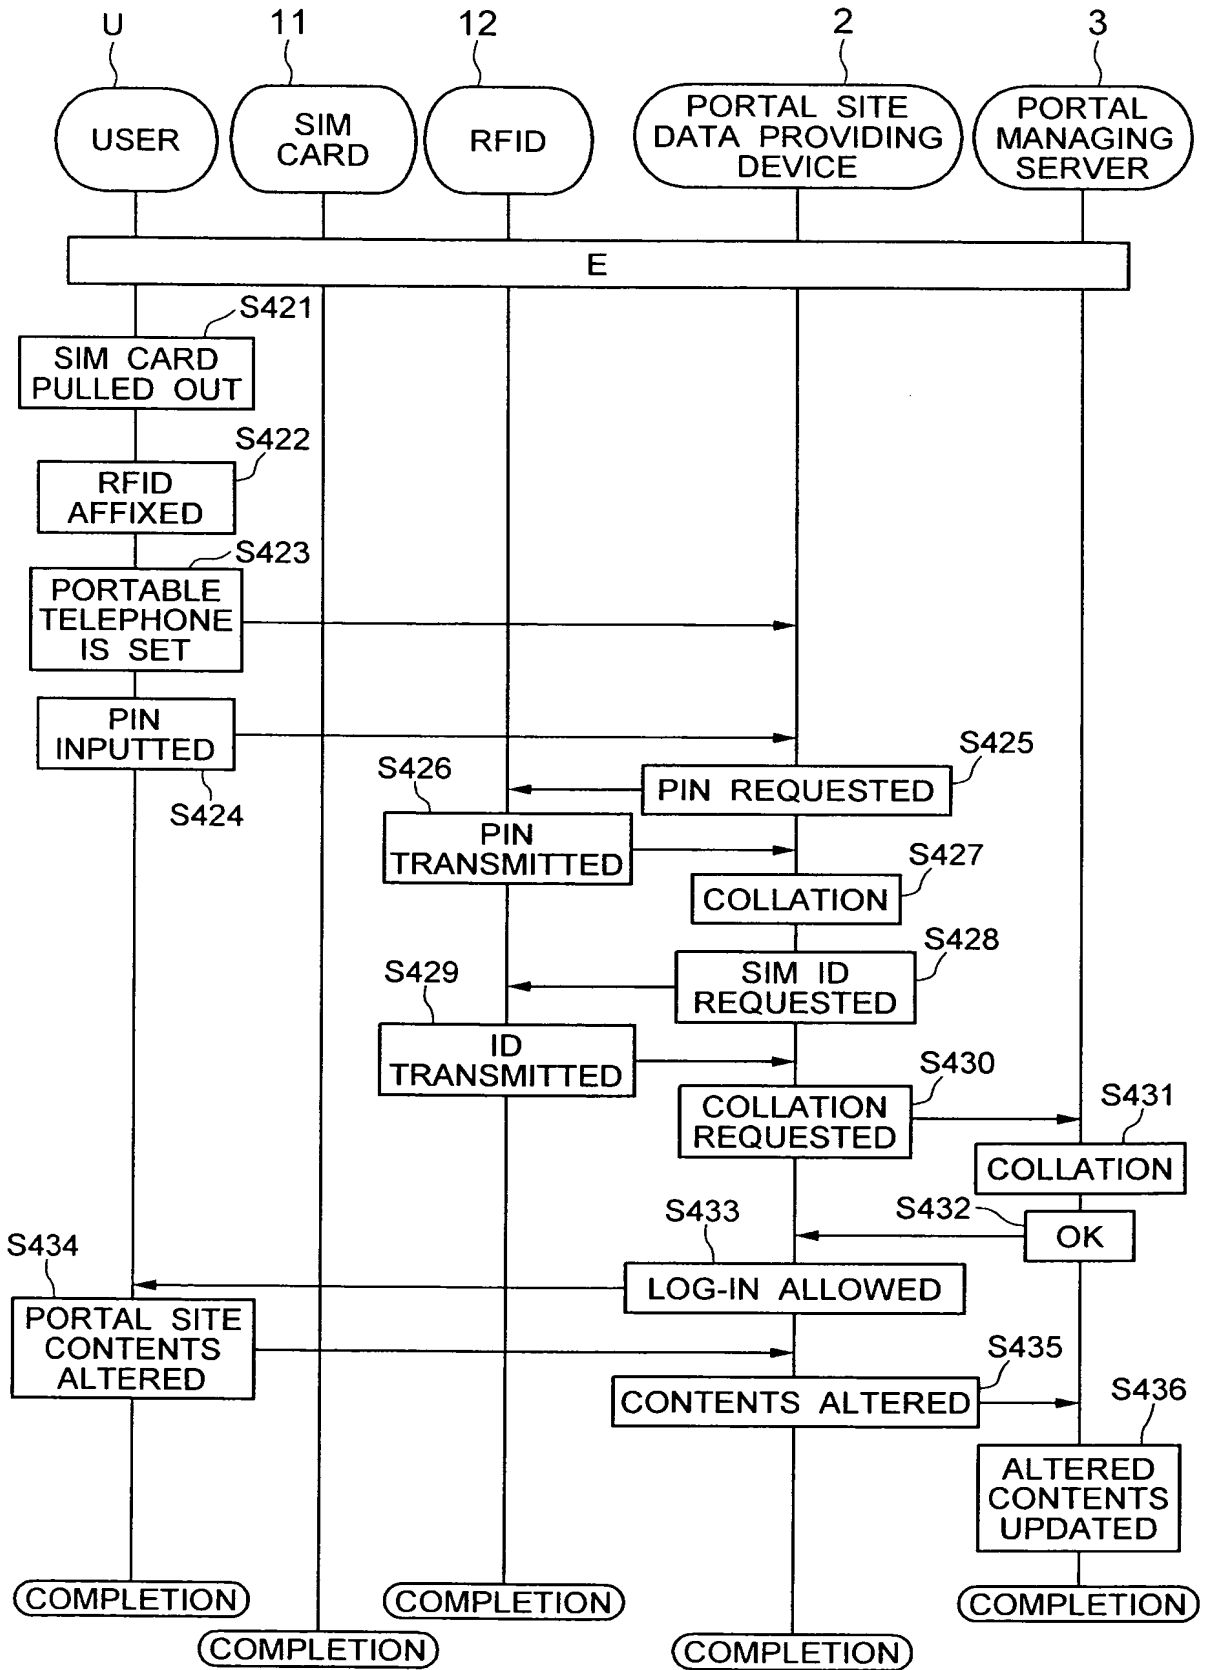 U
11
12
2
3
USER
SIM
CARD
RFID
PORTAL SITE
DATA PROVIDING
DEVICE
PORTAL
MANAGING
SERVER
E
S421
SIM CARD
PULLED OUT
S422
RFID
AFFIXED
S423
PORTABLE
TELEPHONE
IS SET
PIN
INPUTTED
S424
S425
PIN REQUESTED
S426
PIN
TRANSMITTED
S427
COLLATION
S428
SIM ID
REQUESTED
S429
ID
TRANSMITTED
S430
COLLATION
REQUESTED
S431
COLLATION
S432
OK
S433
LOG-IN ALLOWED
S434
PORTAL SITE
CONTENTS
ALTERED
S435
CONTENTS ALTERED
S436
ALTERED
CONTENTS
UPDATED
COMPLETION
COMPLETION
COMPLETION
COMPLETION
COMPLETION